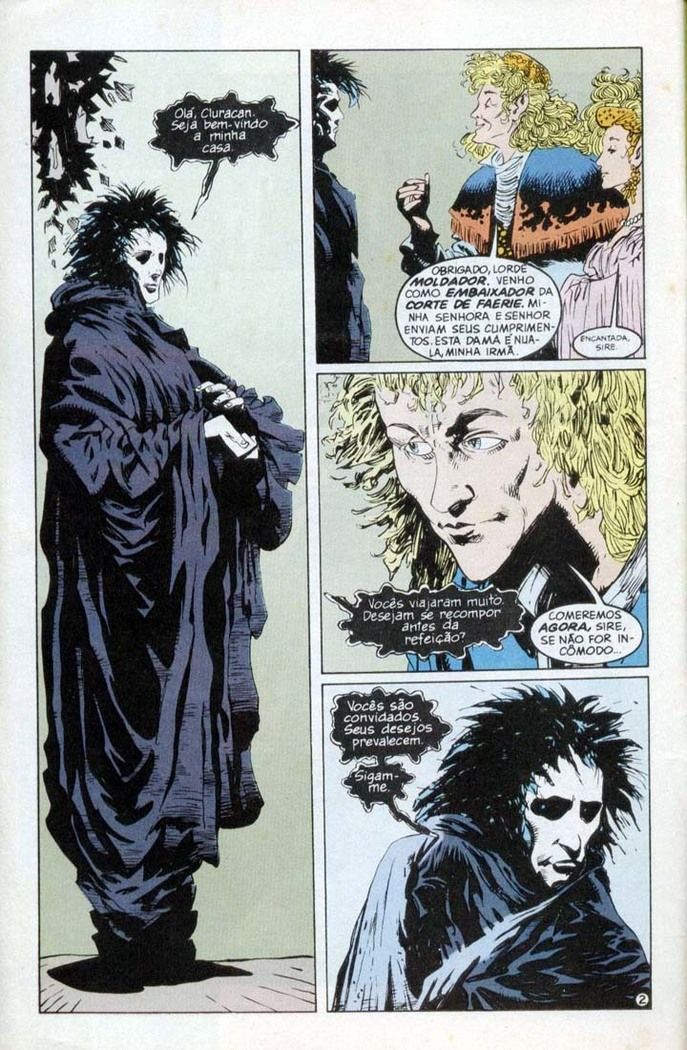 Olá, Cluracan.
Seja bem-vindo
a minha
casa.
OBRIGADO, LORDE
MOLDADOR. VENHO
COMO EMBAIXADOR DA
CORTE DE FAERIE. MI-
NHA SENHORA E SENHOR
ENVIAM SEUS CUMPRIMEN-
TOS. ESTA DAMA É NUA-
LA, MINHA IRMÃ.
ENCANTADA,
SIRE.
Vocês viajaram muito.
Desejam se recompor
antes da
refeição?
COMEREMOS
AGORA, SIRE,
SE NÃO FOR IN-
CÔMODO...
Vocês são
convidados.
Seus desejos
prevalecem.
Sigam-
me.
2